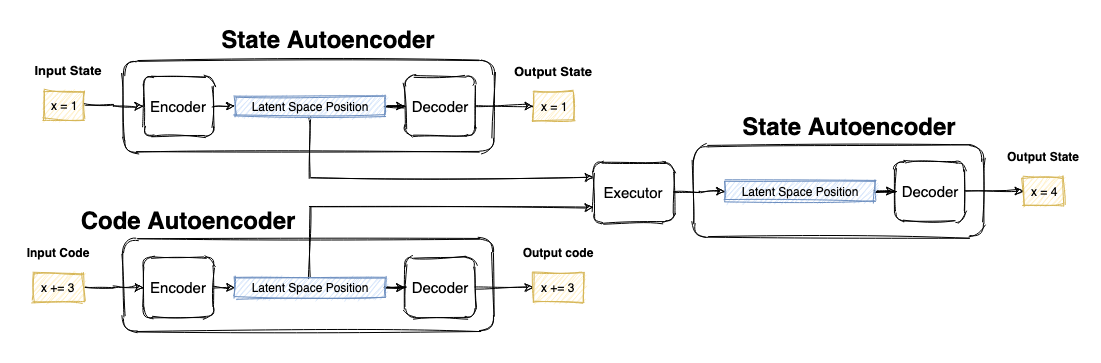 State Autoencoder
Input State
x = 1
Encoder
Latent Space Position
Decoder
Output State
x = 1
Code Autoencoder
Input Code
x += 3
Encoder
Latent Space Position
Decoder
Output code
x += 3
Executor
State Autoencoder
Latent Space Position
Decoder
Output State
x = 4